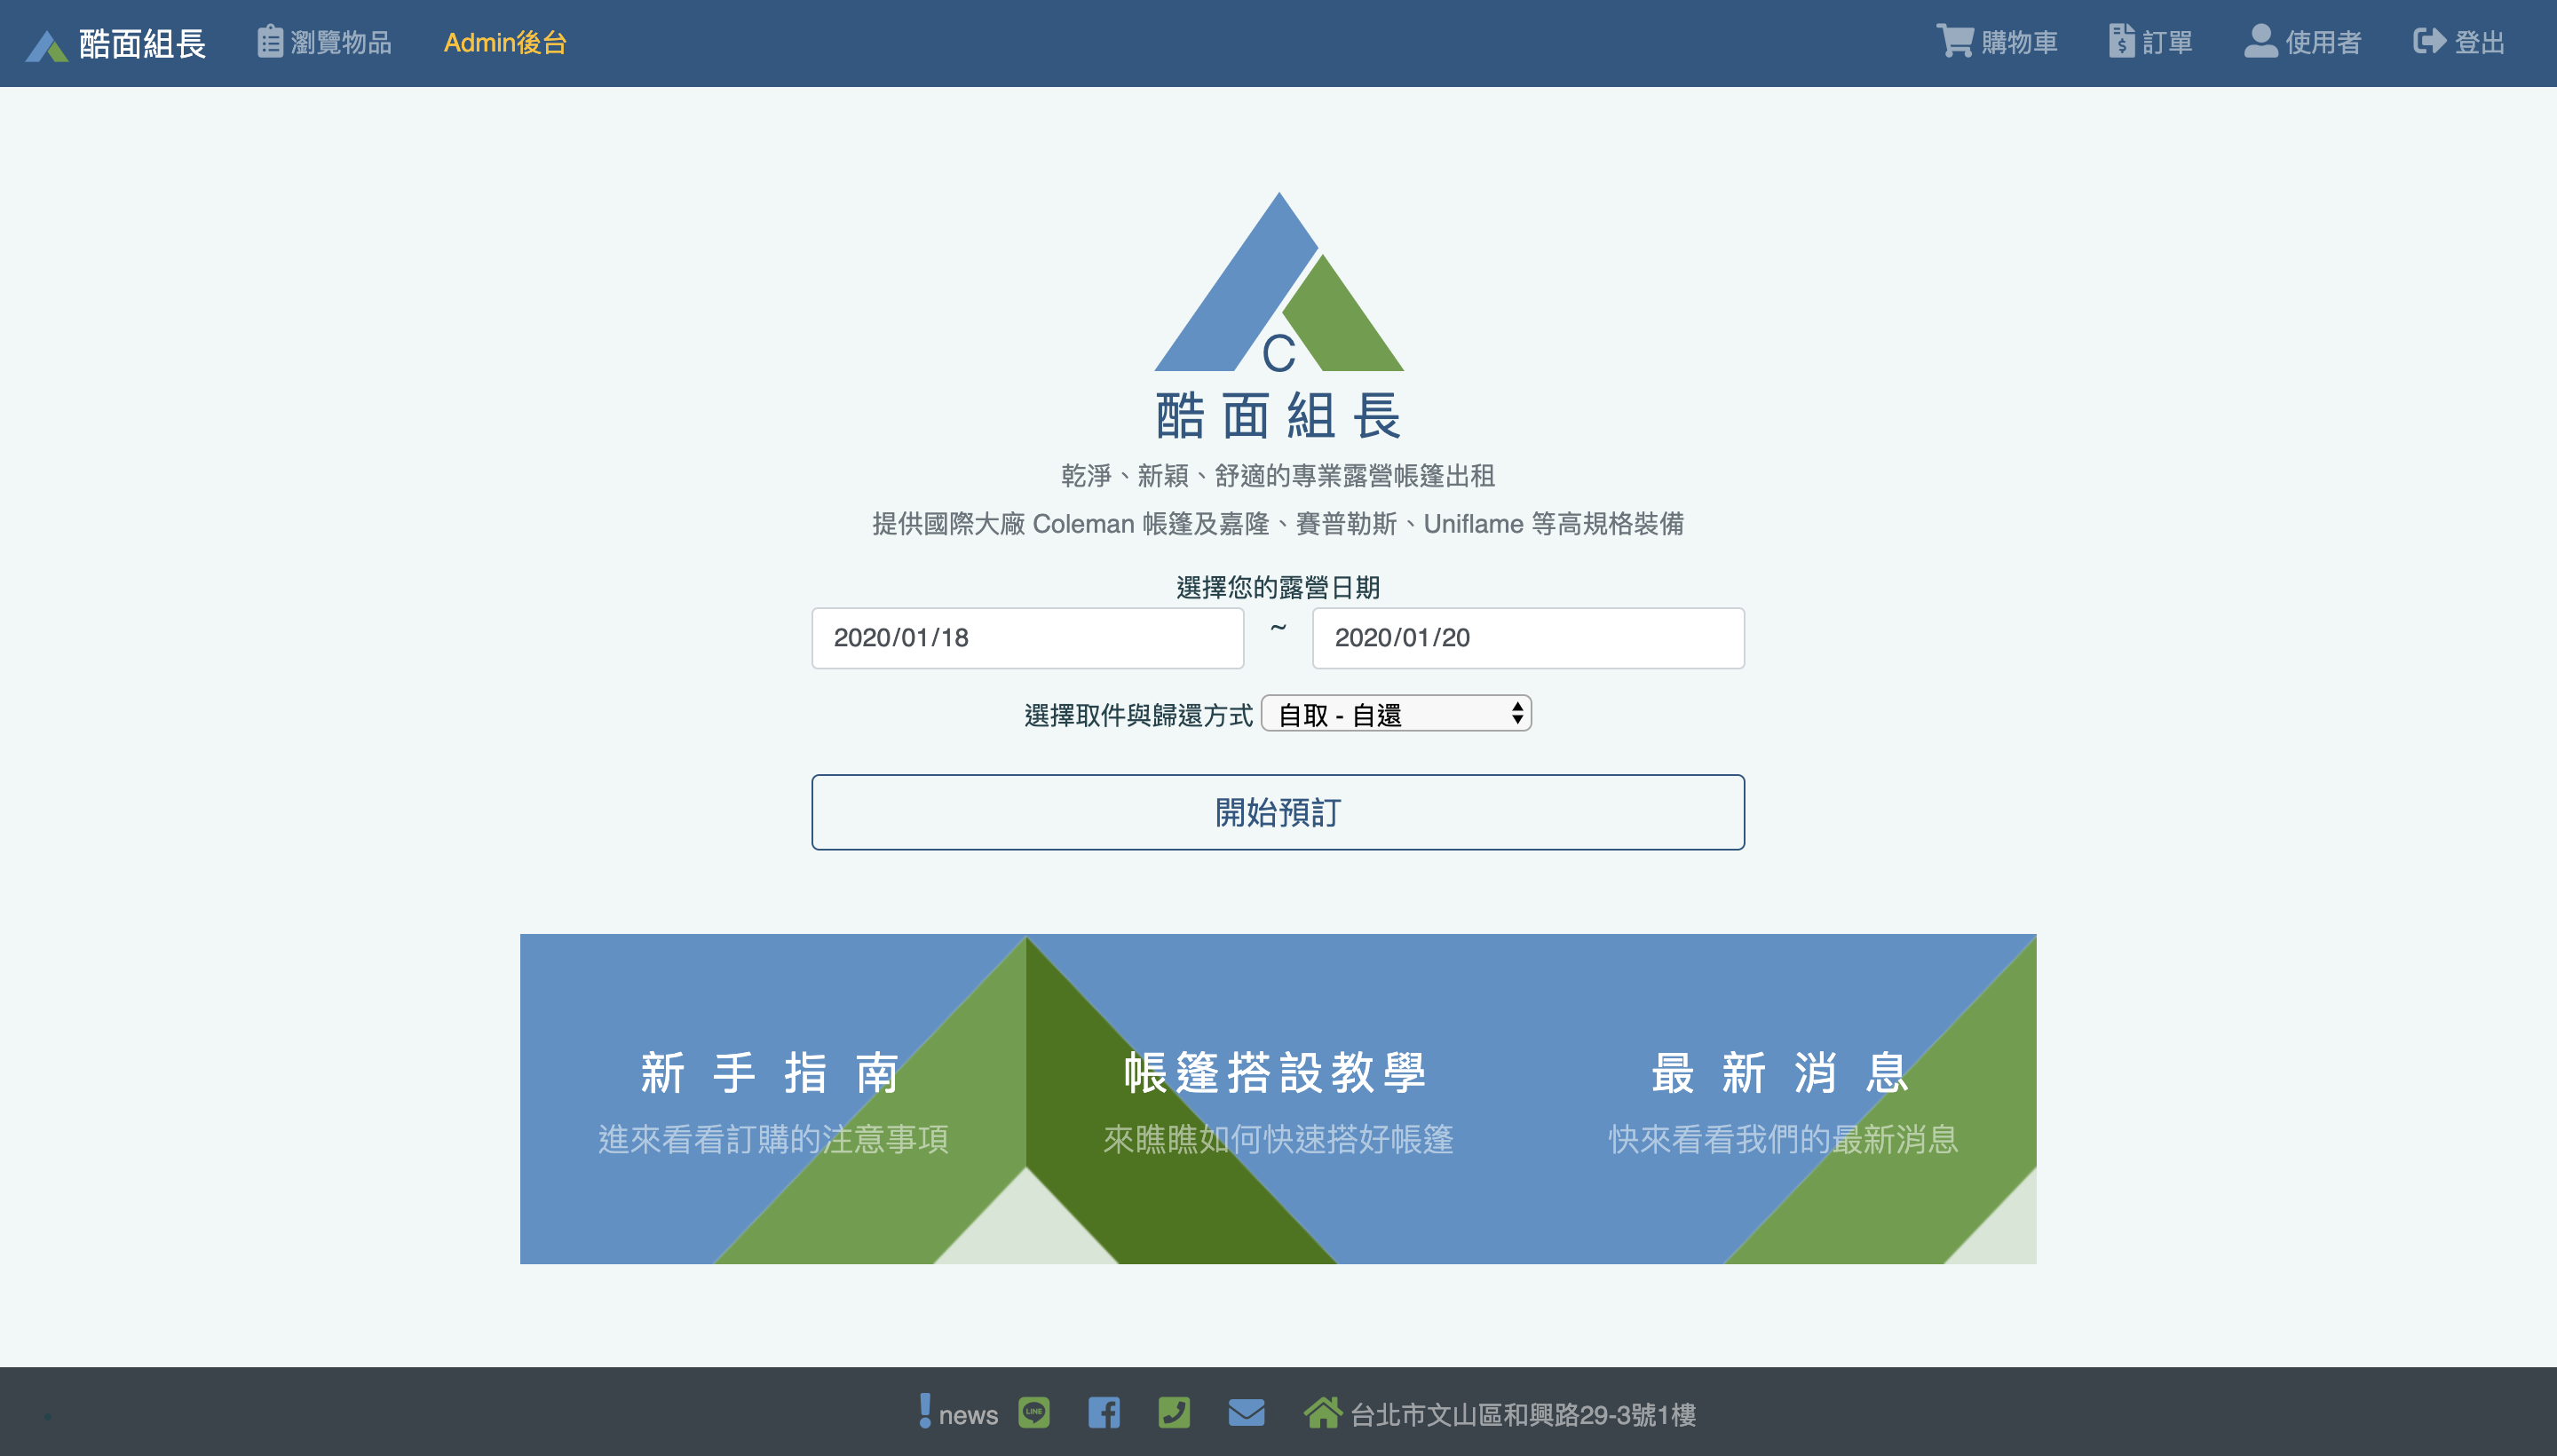 酷面組長 瀏覽物品 Admin後台 購物車 訂單 使用者 登出
C
酷面組長
乾淨、新穎、舒適的專業露營帳篷出租
提供國際大廠 Coleman 帳篷及嘉隆、賽普勒斯、Uniflame 等高規格裝備
選擇您的露營日期
2020/01/18 ~ 2020/01/20
選擇取件與歸還方式 自取 - 自還
開始預訂
新手指南 帳篷搭設教學 最新消息
進來看看訂購的注意事項 來瞧瞧如何快速搭好帳篷 快來看看我們的最新消息
news LINE 台北市文山區和興路29-3號1樓